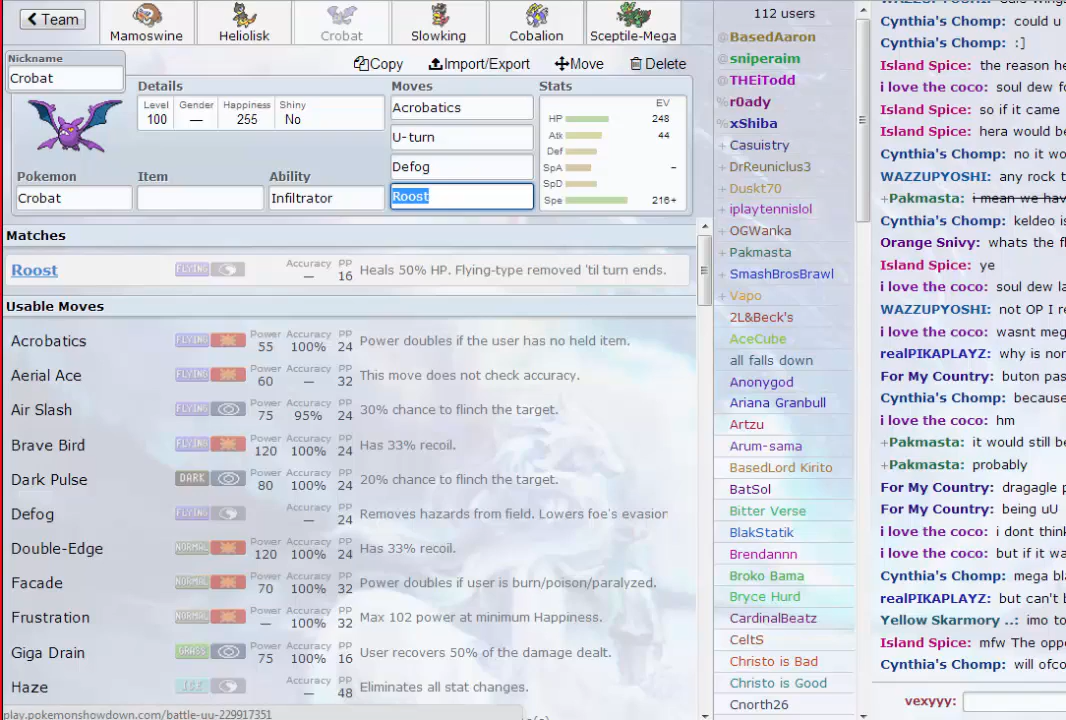 < Team
Mamoswine
Heliolisk
Crobat
Slowking
Cobalion
Sceptile-Mega
Nickname
Crobat
Copy
Import/Export
Move
Delete
Details
Level Gender Happiness Shiny
100 — 255 No
Pokemon
Crobat
Item
Ability
Infiltrator
Moves
Acrobatics
U-turn
Defog
Roost
Stats
EV
HP 248
Atk 44
Def
SpA –
SpD
Spe 216+
Matches
Roost FLYING Accuracy — PP 16 Heals 50% HP. Flying-type removed 'til turn ends.
Usable Moves
Acrobatics FLYING Power 55 Accuracy 100% PP 24 Power doubles if the user has no held item.
Aerial Ace FLYING Power 60 Accuracy — PP 32 This move does not check accuracy.
Air Slash FLYING Power 75 Accuracy 95% PP 24 30% chance to flinch the target.
Brave Bird FLYING Power 120 Accuracy 100% PP 24 Has 33% recoil.
Dark Pulse DARK Power 80 Accuracy 100% PP 24 20% chance to flinch the target.
Defog FLYING Accuracy — PP 24 Removes hazards from field. Lowers foe's evasior
Double-Edge NORMAL Power 120 Accuracy 100% PP 24 Has 33% recoil.
Facade NORMAL Power 70 Accuracy 100% PP 32 Power doubles if user is burn/poison/paralyzed.
Frustration NORMAL Power — Accuracy 100% PP 32 Max 102 power at minimum Happiness.
Giga Drain GRASS Power 75 Accuracy 100% PP 16 User recovers 50% of the damage dealt.
Haze ICE Accuracy — PP 48 Eliminates all stat changes.
play.pokemonshowdown.com/battle-uu-229917351
112 users
@BasedAaron
@sniperaim
@THEiTodd
%r0ady
%xShiba
+ Casuistry
+ DrReuniclus3
+ Duskt70
+ iplaytennislol
+ OGWanka
+ Pakmasta
+ SmashBrosBrawl
+ Vapo
2L&Beck's
AceCube
all falls down
Anonygod
Ariana Granbull
Artzu
Arum-sama
BasedLord Kirito
BatSol
Bitter Verse
BlakStatik
Brendannn
Broko Bama
Bryce Hurd
CardinalBeatz
CeltS
Christo is Bad
Christo is Good
Cnorth26
Cynthia's Chomp: could u
Cynthia's Chomp: :]
Island Spice: the reason he
i love the coco: soul dew fo
Island Spice: so if it came
Island Spice: hera would be
Cynthia's Chomp: no it wo
WAZZUPYOSHI: any rock t
+Pakmasta: i mean we hav
Cynthia's Chomp: keldeo is
Orange Snivy: whats the fl
Island Spice: ye
i love the coco: soul dew la
WAZZUPYOSHI: not OP I re
i love the coco: wasnt meg
realPIKAPLAYZ: why is nor
For My Country: buton pas
Cynthia's Chomp: because
i love the coco: hm
+Pakmasta: it would still be
+Pakmasta: probably
For My Country: dragagle p
For My Country: being uU
i love the coco: i dont think
i love the coco: but if it wa
Cynthia's Chomp: mega bla
realPIKAPLAYZ: but can't b
Yellow Skarmory ..: imo to
Island Spice: mfw The oppo
Cynthia's Chomp: will ofco
vexyyy: